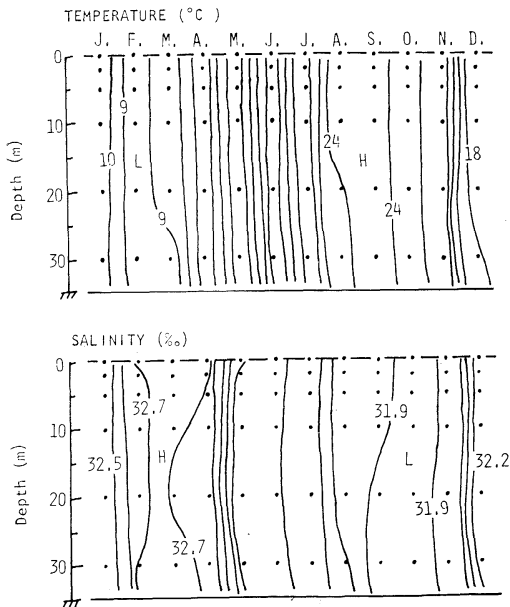 TEMPERATURE (°C )
J. F. M. A. M. J. J. A. S. O. N. D.
0
9
10
24
10 L H 18
20
9 24
30
Depth (m)
SALINITY (‰)
0
32.7 31.9
10
32.5 H L 32.2
20
31.9
32.7
30
Depth (m)